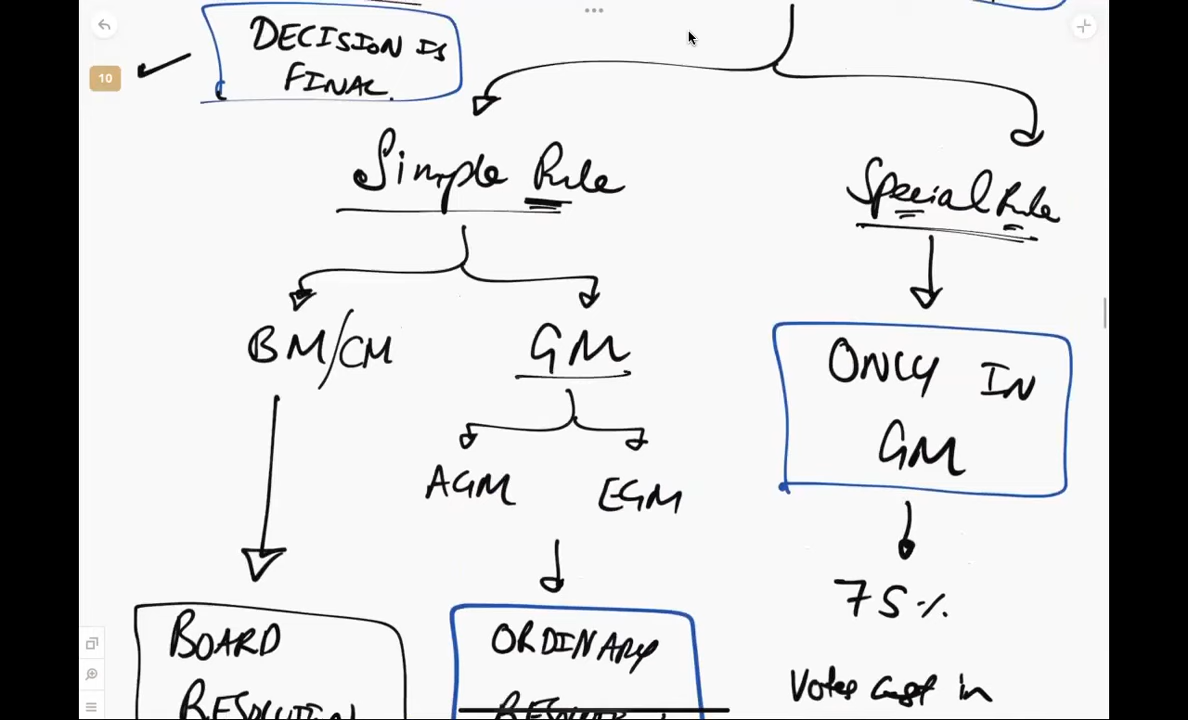 DECISION IS
FINAL.
10
Simple Rule
Special Rule
BM/CM
GM
ONLY IN
GM
AGM
EGM
75%
BOARD
RESOLUTION
ORDINARY
Votes cast in